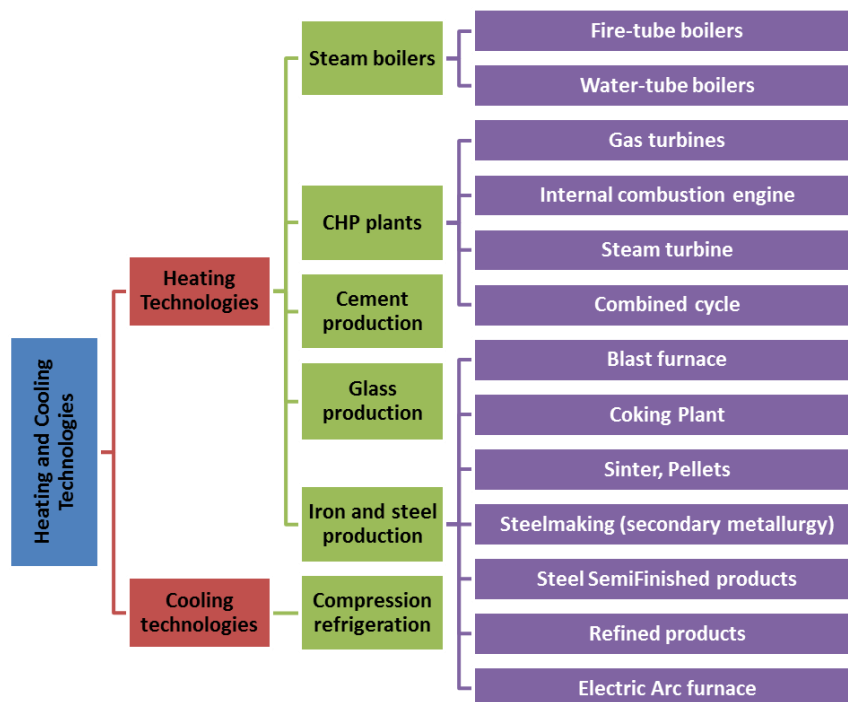 Heating and Cooling
Technologies
Heating
Technologies
Steam boilers
Fire-tube boilers
Water-tube boilers
CHP plants
Gas turbines
Internal combustion engine
Steam turbine
Combined cycle
Cement
production
Glass
production
Iron and steel
production
Blast furnace
Coking Plant
Sinter, Pellets
Steelmaking (secondary metallurgy)
Steel SemiFinished products
Refined products
Electric Arc furnace
Cooling
technologies
Compression
refrigeration